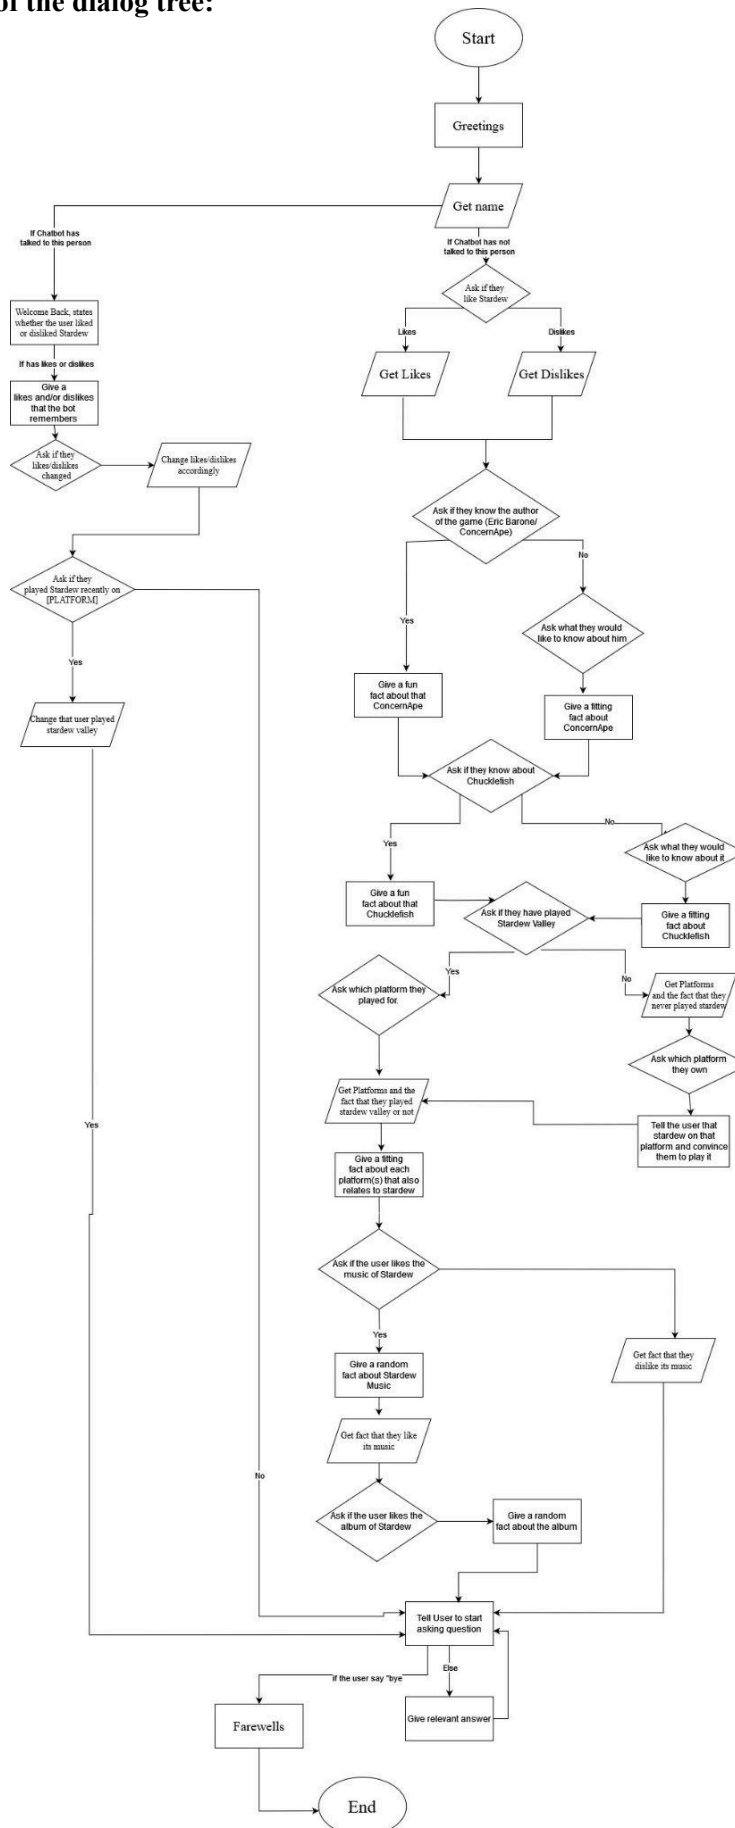 of the dialog tree:
Start
Greetings
Get name
If Chatbot has
talked to this person
If Chatbot has not
talked to this person
Ask if they
like Stardew
Welcome Back, states
whether the user liked
or disliked Stardew
Likes
Dislikes
If has likes or dislikes
Get Likes
Get Dislikes
Give a
likes and/or dislikes
that the bot
remembers
Ask if they
likes/dislikes
changed
Change likes/dislikes
accordingly
Ask if they know the author
of the game (Eric Barone/
ConcernApe)
No
Ask if they
played Stardew recently on
[PLATFORM]
Yes
Ask what they would
like to know about him
Yes
Give a fun
fact about that
ConcernApe
Give a fitting
fact about
ConcernApe
Change that user played
stardew valley
Ask if they know about
Chucklefish
No
Yes
Ask what they would
like to know about it
Give a fun
fact about that
Chucklefish
Ask if they have played
Stardew Valley
Give a fitting
fact about
Chucklefish
Yes
No
Ask which platform they
played for.
Get Platforms
and the fact that they
never played stardew
Ask which platform
they own
Get Platforms and the
fact that they played
stardew valley or not
Yes
Tell the user that
stardew on that
platform and convince
them to play it
Give a fitting
fact about each
platform(s) that also
relates to stardew
Ask if the user likes the
music of Stardew
Yes
Give a random
fact about Stardew
Music
Get fact that they
dislike its music
Get fact that they like
its music
No
Ask if the user likes the
album of Stardew
Give a random
fact about the album
Tell User to start
asking question
if the user say "bye
Else
Farewells
Give relevant answer
End